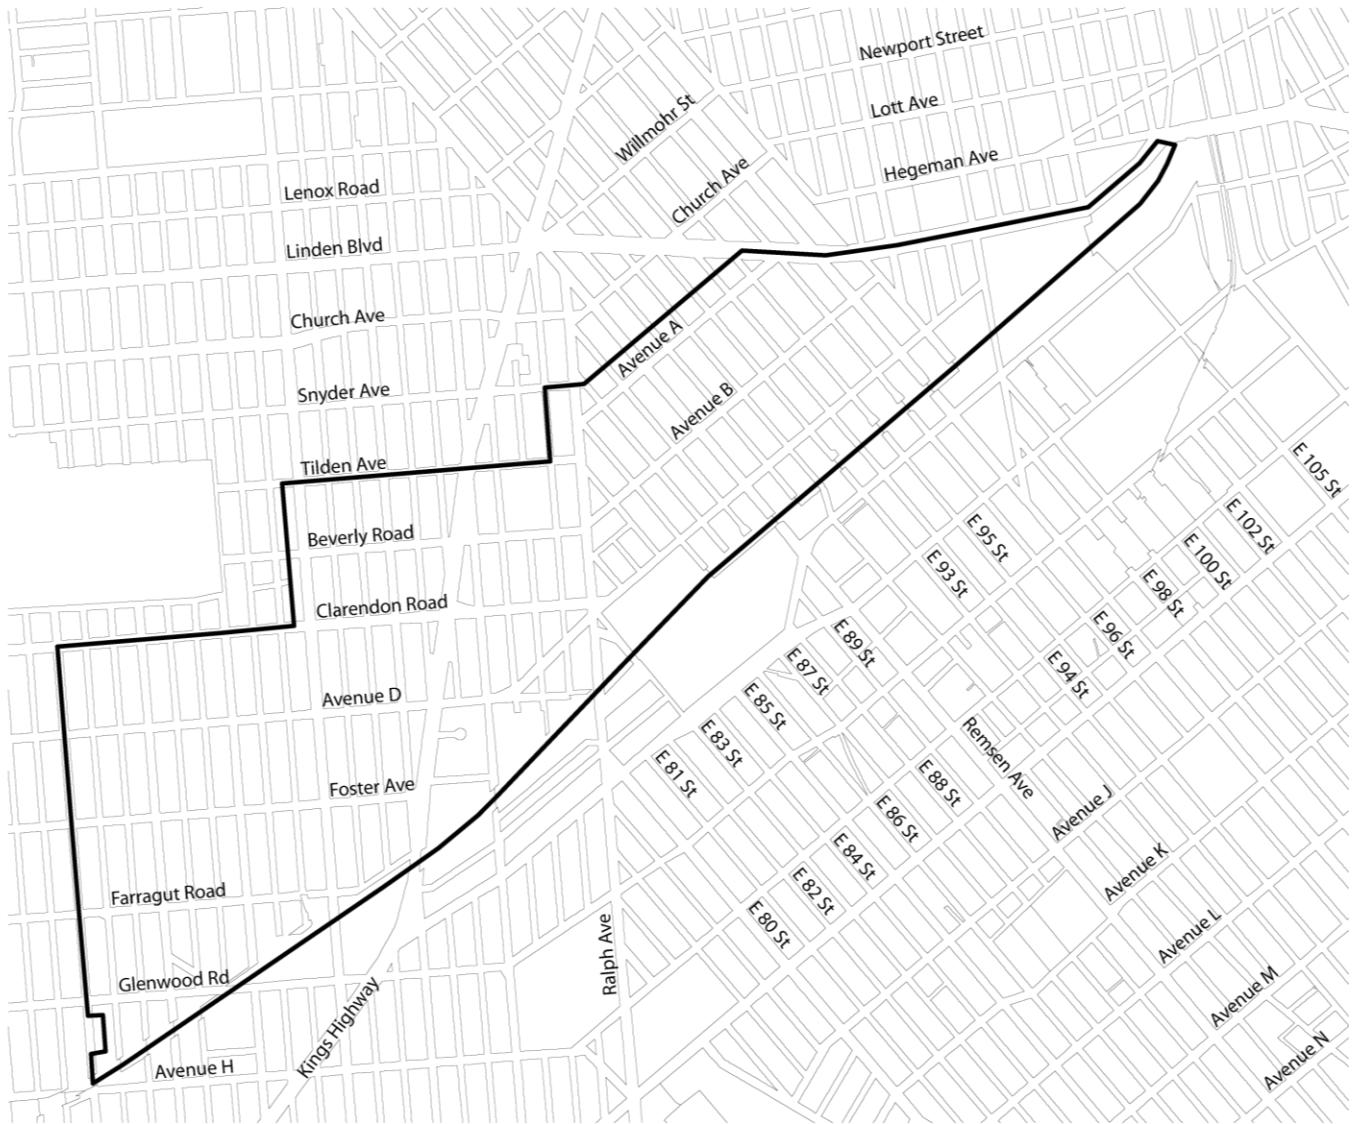 Newport Street
Lott Ave
Willmohr St
Hegeman Ave
Church Ave
Lenox Road
Linden Blvd
Church Ave
Avenue A
Snyder Ave
Avenue B
Tilden Ave
E 105 St
Beverly Road
E 95 St
E 102 St
E 93 St
E 100 St
Clarendon Road
E 98 St
E 96 St
E 89 St
E 87 St
E 94 St
Avenue D
E 85 St
E 83 St
Remsen Ave
E 81 St
Foster Ave
E 88 St
Avenue J
E 86 St
E 84 St
Avenue K
Farragut Road
E 82 St
E 80 St
Avenue L
Ralph Ave
Glenwood Rd
Avenue M
Kings Highway
Avenue H
Avenue N